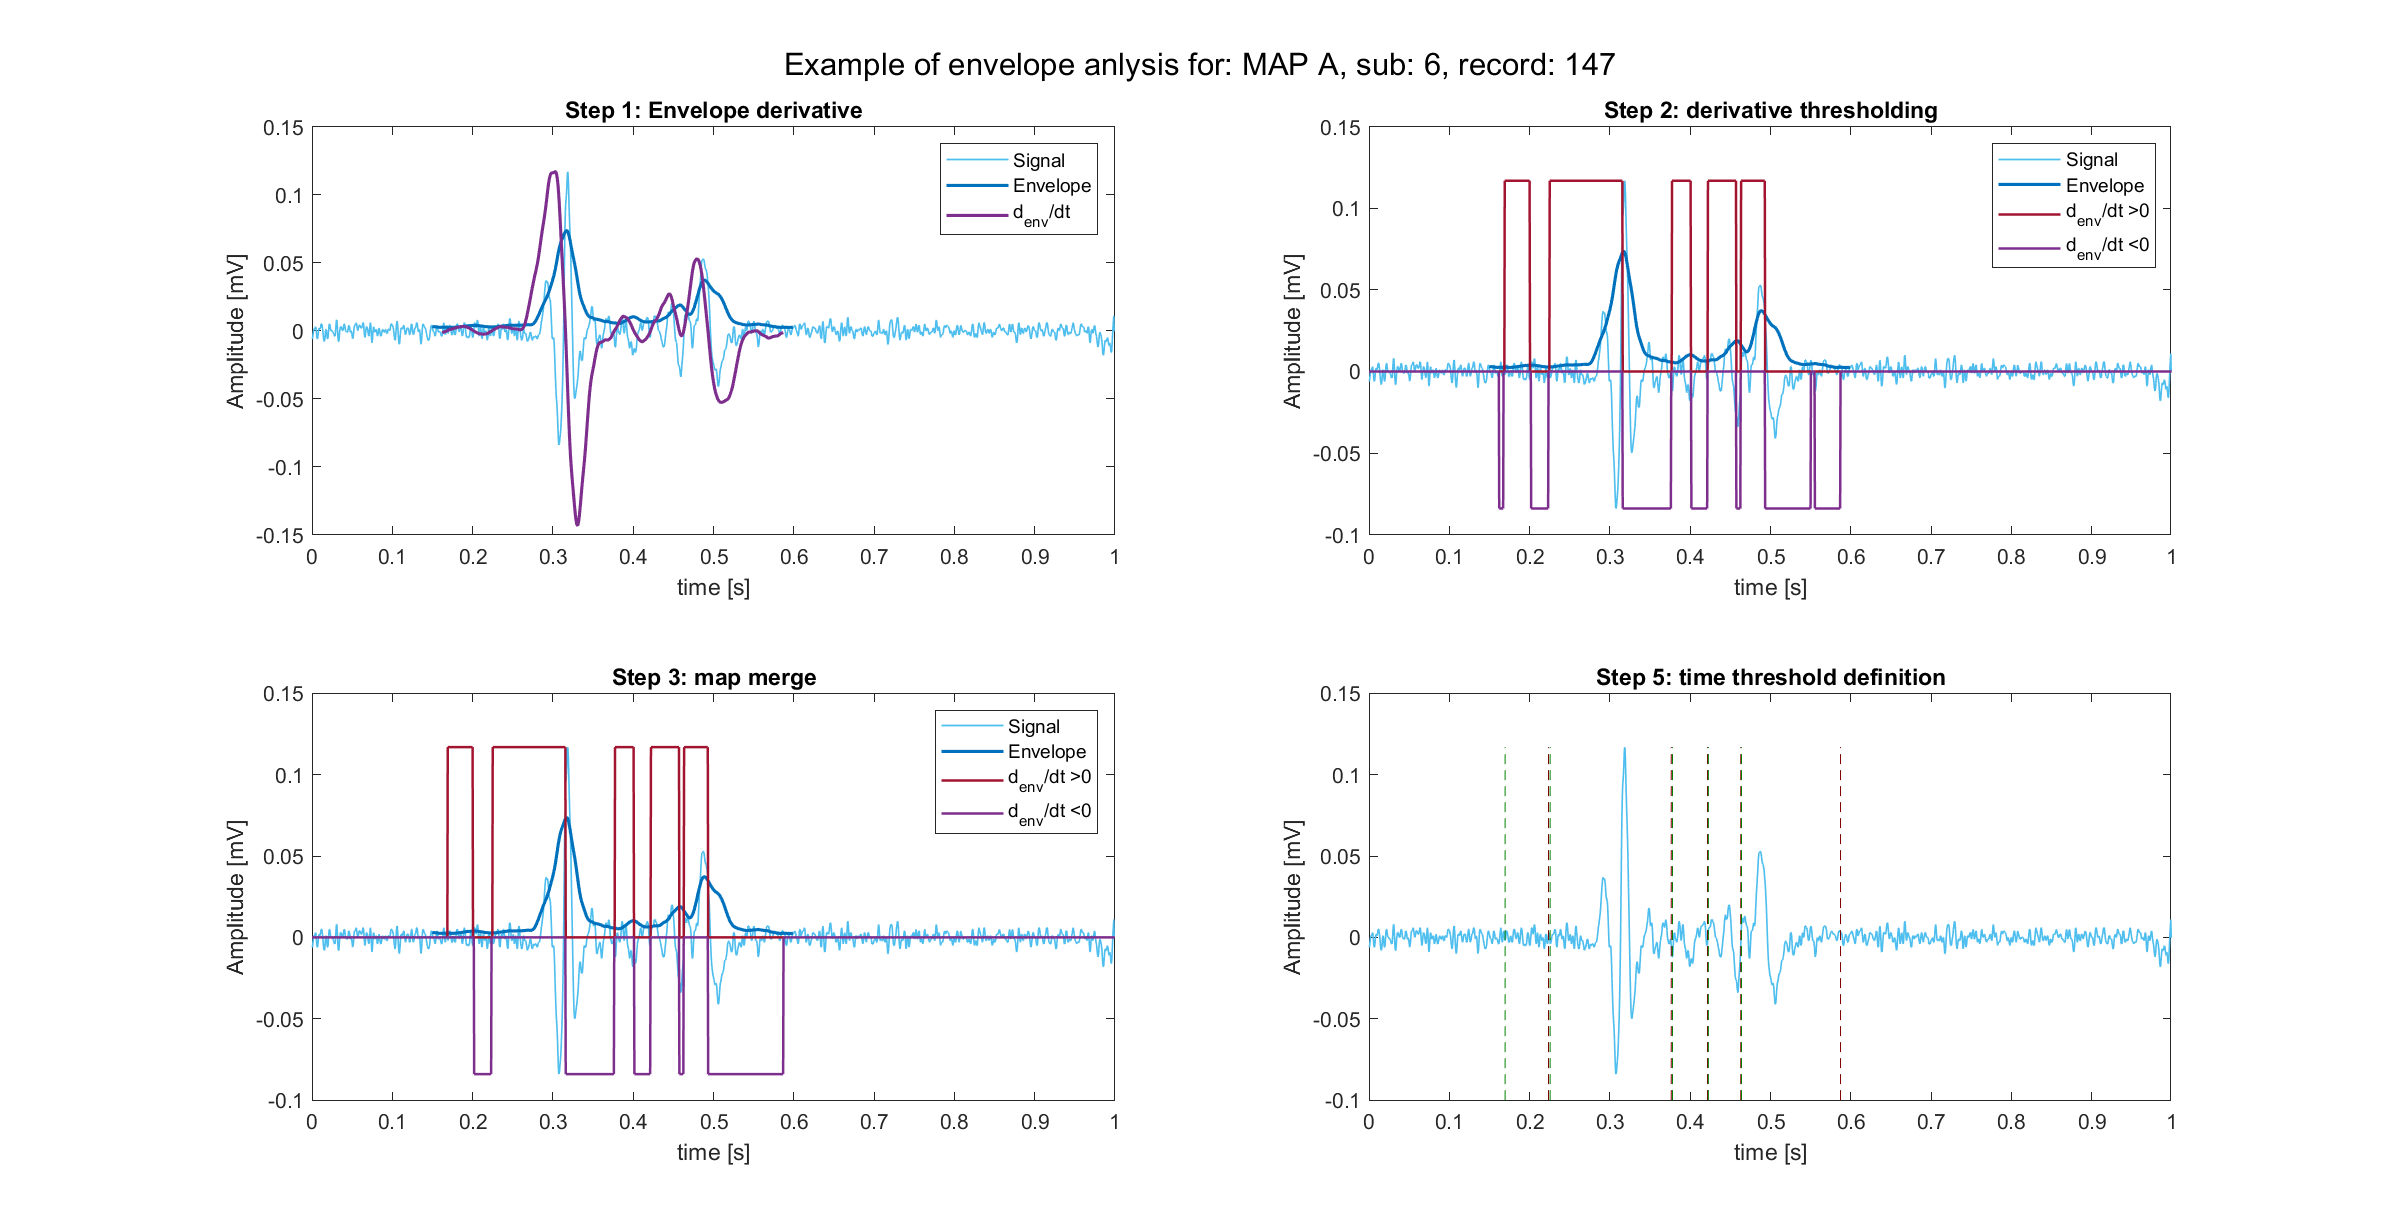 Example of envelope anlysis for: MAP A, sub: 6, record: 147
Step 1: Envelope derivative
0.15
0.1
0.05
0
-0.05
-0.1
-0.15
Amplitude [mV]
0 0.1 0.2 0.3 0.4 0.5 0.6 0.7 0.8 0.9 1
time [s]
Signal
Envelope
d_env/dt
Step 2: derivative thresholding
0.15
0.1
0.05
0
-0.05
-0.1
Amplitude [mV]
0 0.1 0.2 0.3 0.4 0.5 0.6 0.7 0.8 0.9 1
time [s]
Signal
Envelope
d_env/dt >0
d_env/dt <0
Step 3: map merge
0.15
0.1
0.05
0
-0.05
-0.1
Amplitude [mV]
0 0.1 0.2 0.3 0.4 0.5 0.6 0.7 0.8 0.9 1
time [s]
Signal
Envelope
d_env/dt >0
d_env/dt <0
Step 5: time threshold definition
0.15
0.1
0.05
0
-0.05
-0.1
Amplitude [mV]
0 0.1 0.2 0.3 0.4 0.5 0.6 0.7 0.8 0.9 1
time [s]